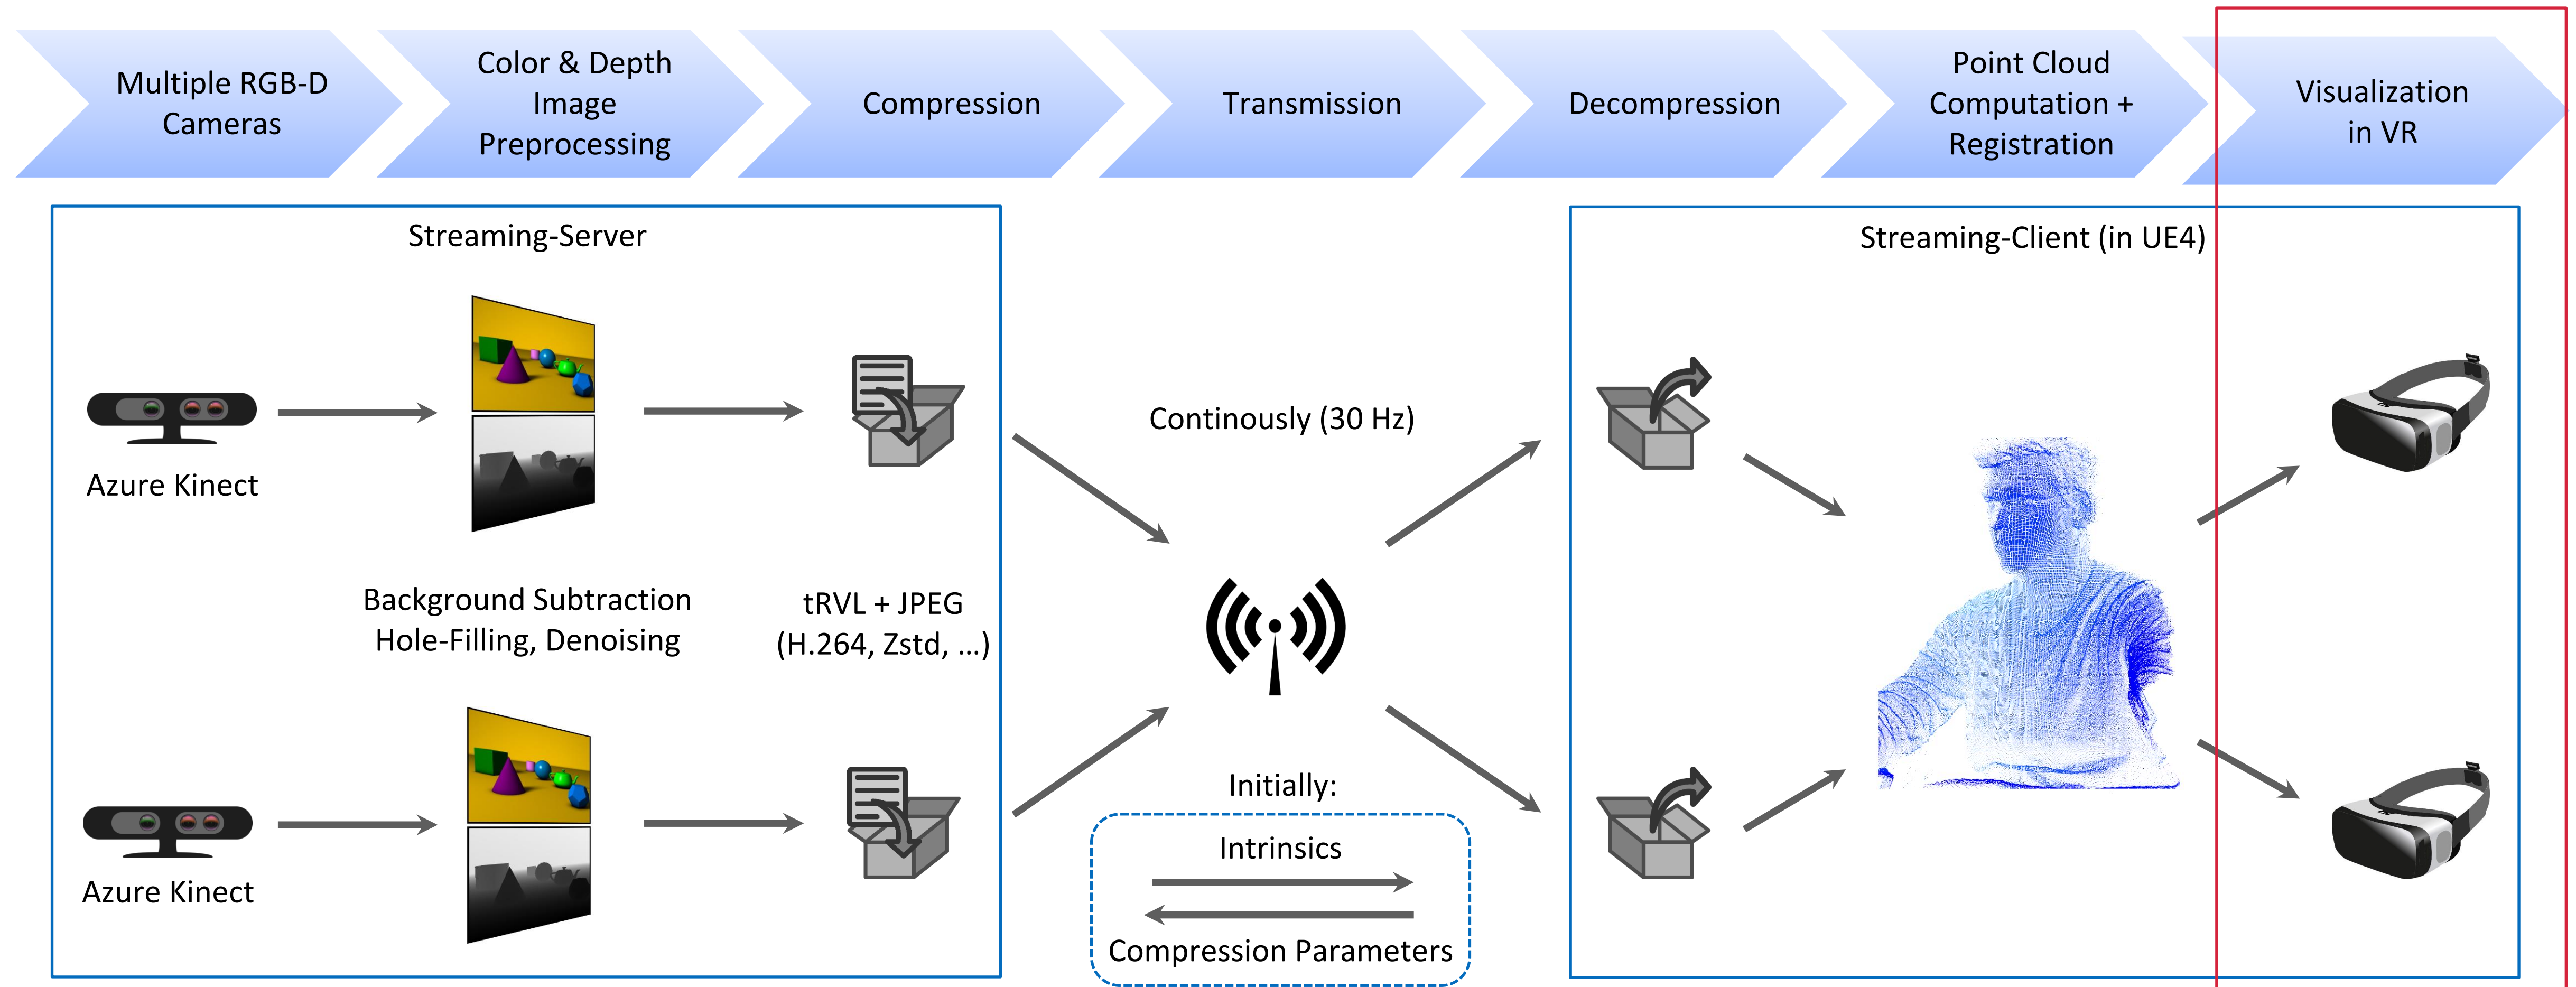 Multiple RGB-D
Cameras
Color & Depth
Image
Preprocessing
Compression
Transmission
Decompression
Point Cloud
Computation +
Registration
Visualization
in VR
Streaming-Server
Azure Kinect
Background Subtraction
Hole-Filling, Denoising
tRVL + JPEG
(H.264, Zstd, ...)
Azure Kinect
Continously (30 Hz)
Initially:
Intrinsics
Compression Parameters
Streaming-Client (in UE4)